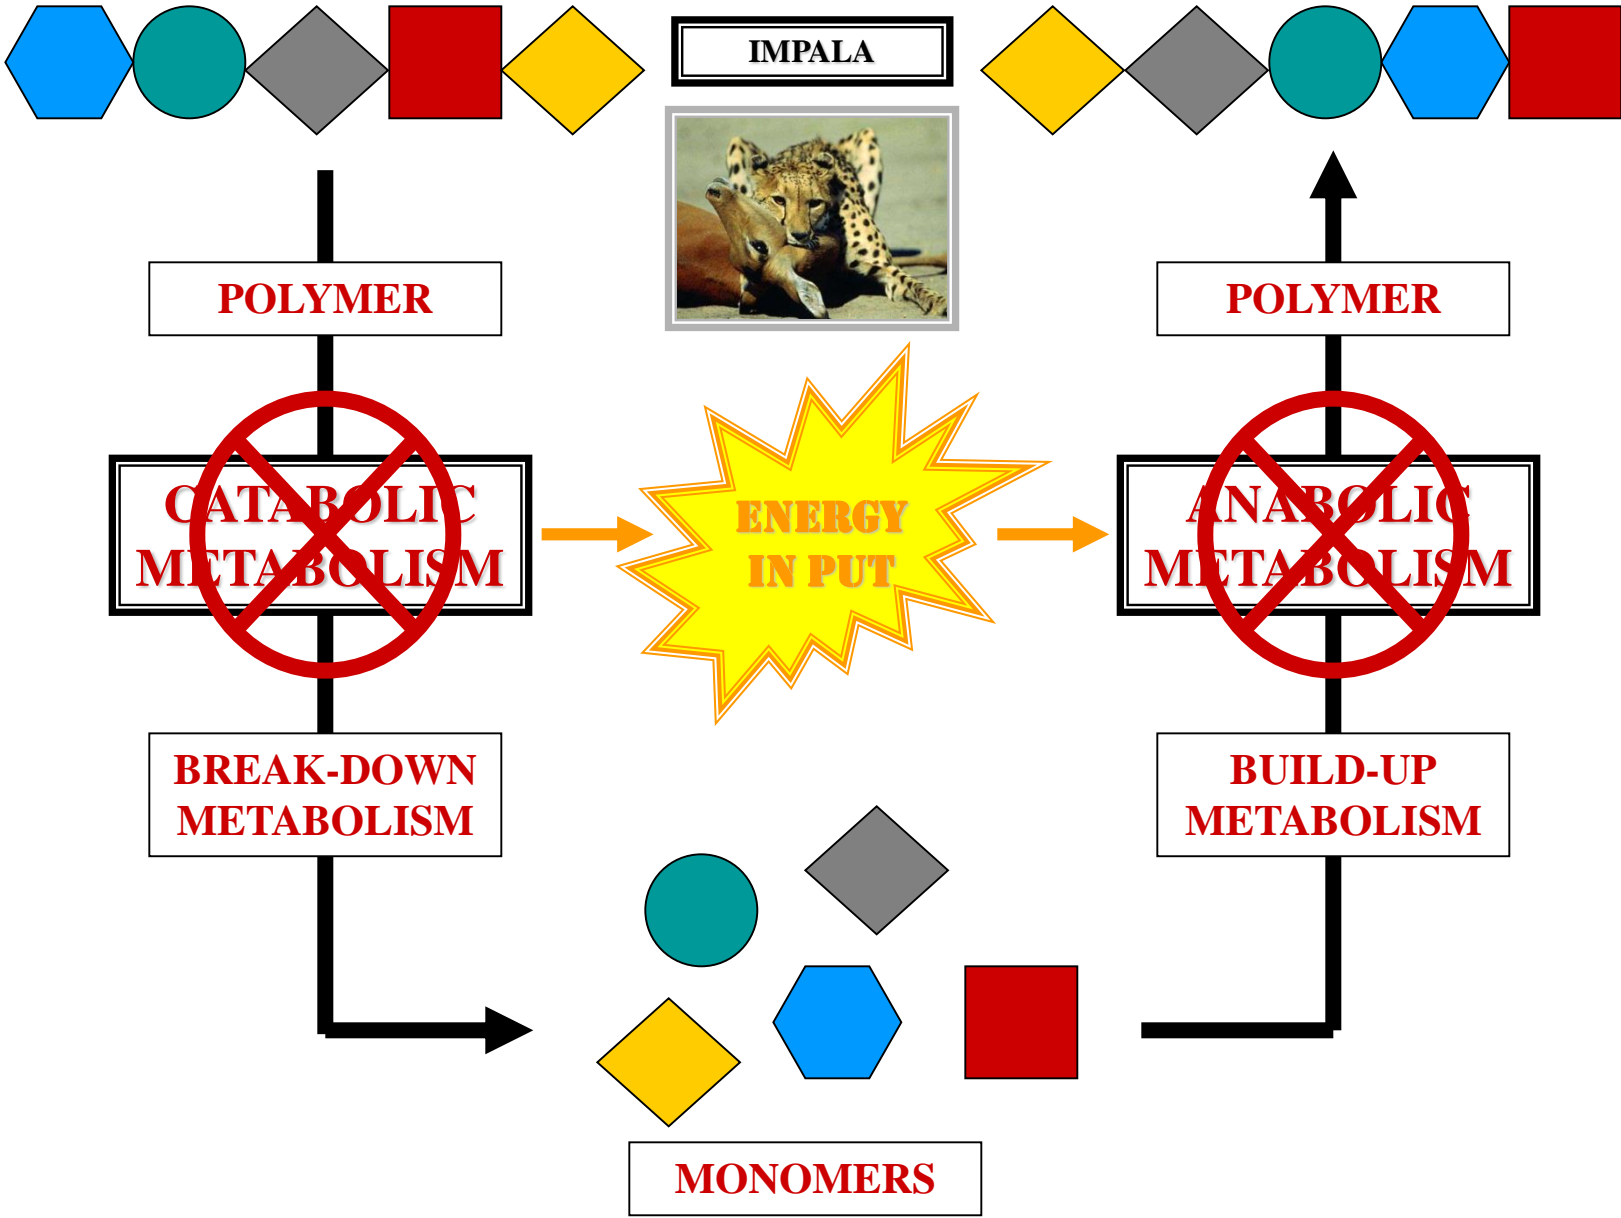 IMPALA
POLYMER
POLYMER
CATABOLIC
METABOLISM
ENERGY
IN PUT
ANABOLIC
METABOLISM
BREAK-DOWN
METABOLISM
BUILD-UP
METABOLISM
MONOMERS